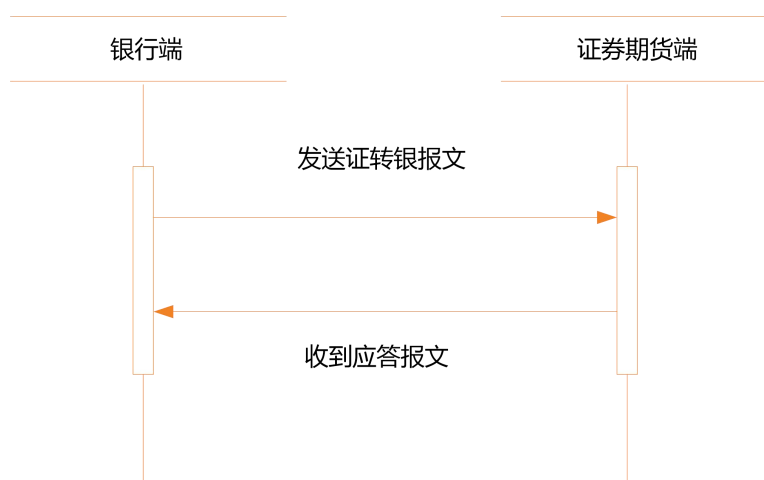 银行端
证券期货端
发送证转银报文
收到应答报文